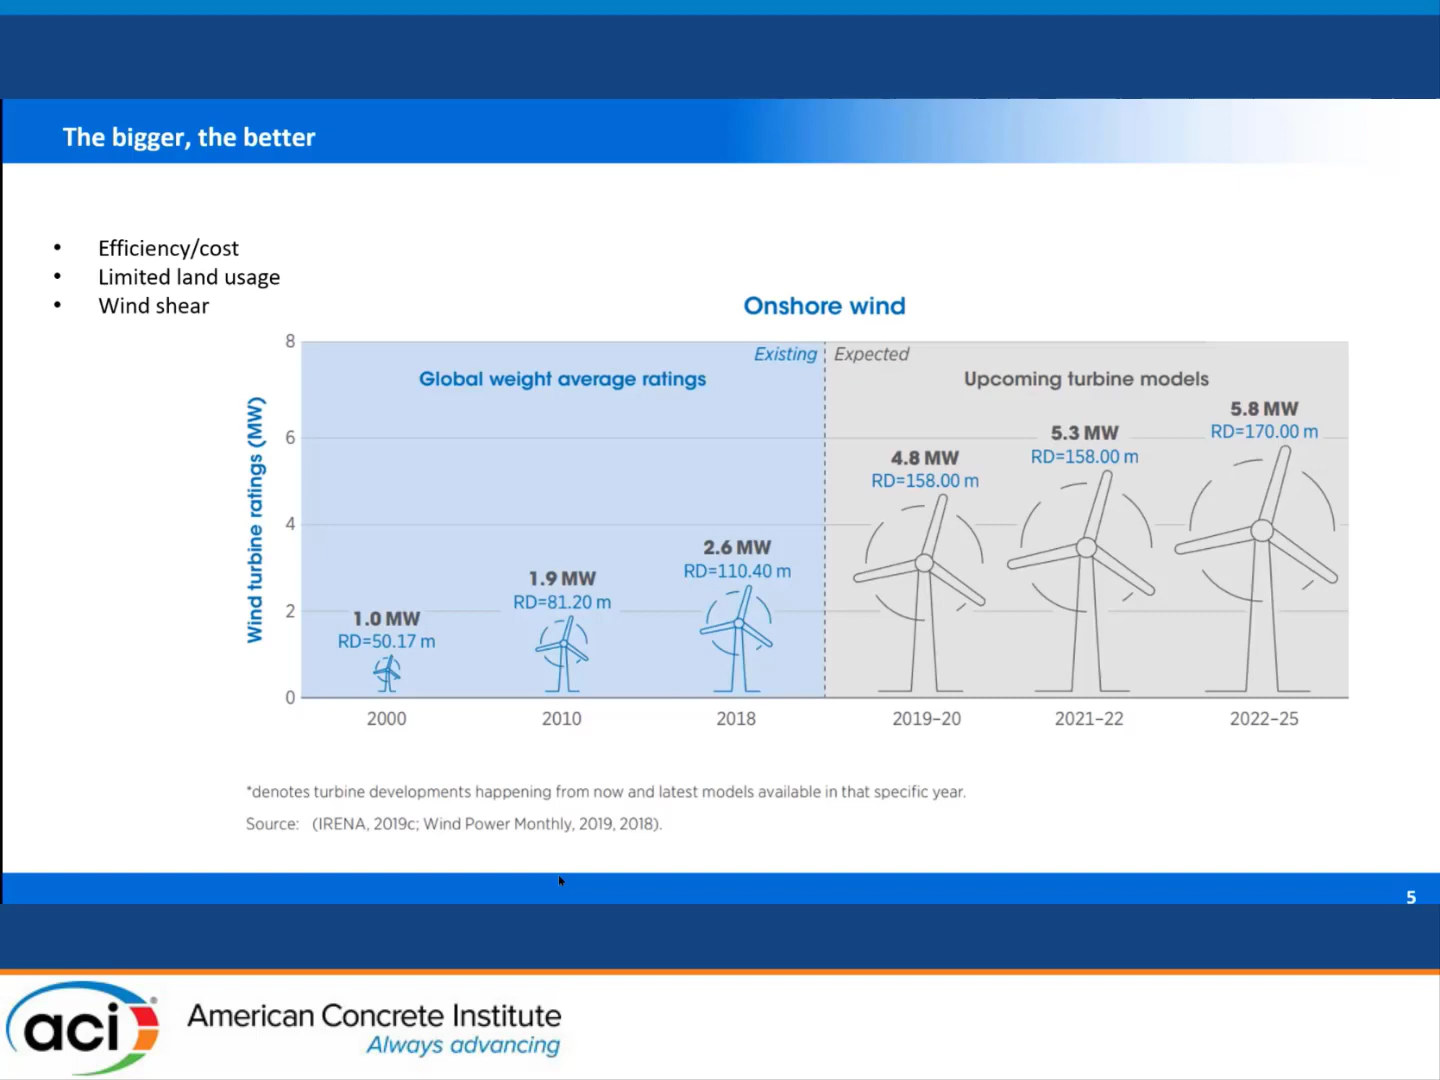 The bigger, the better
• Efficiency/cost
• Limited land usage
• Wind shear
Onshore wind
Wind turbine ratings (MW)
8
6
4
2
0
Existing
Expected
Global weight average ratings
Upcoming turbine models
1.0 MW
RD=50.17 m
1.9 MW
RD=81.20 m
2.6 MW
RD=110.40 m
4.8 MW
RD=158.00 m
5.3 MW
RD=158.00 m
5.8 MW
RD=170.00 m
2000
2010
2018
2019–20
2021–22
2022–25
*denotes turbine developments happening from now and latest models available in that specific year.
Source: (IRENA, 2019c; Wind Power Monthly, 2019, 2018).
5
aci®
American Concrete Institute
Always advancing